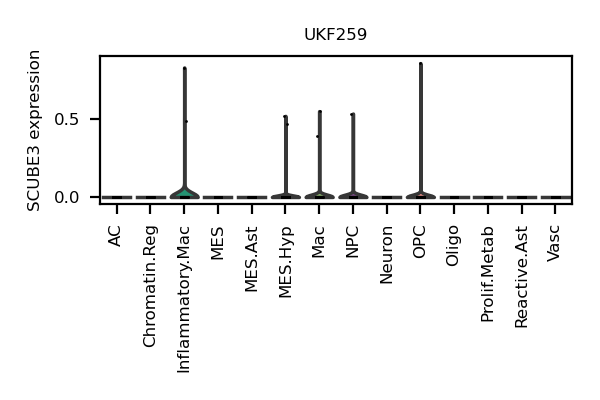 UKF259
SCUBE3 expression
0.5
0.0
AC
Chromatin.Reg
Inflammatory.Mac
MES
MES.Ast
MES.Hyp
Mac
NPC
Neuron
OPC
Oligo
Prolif.Metab
Reactive.Ast
Vasc